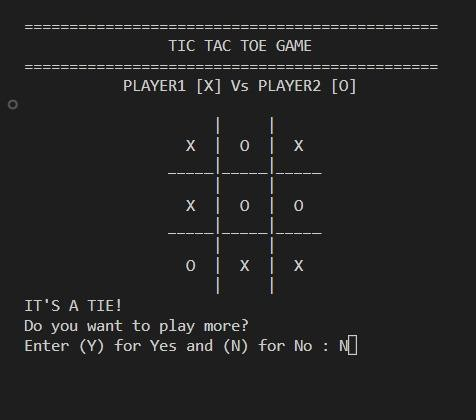 ==============================================
TIC TAC TOE GAME
==============================================
PLAYER1 [X] Vs PLAYER2 [O]
     |     |
  X  |  O  |  X
_____|_____|_____
     |     |
  X  |  O  |  O
_____|_____|_____
     |     |
  O  |  X  |  X
     |     |
IT'S A TIE!
Do you want to play more?
Enter (Y) for Yes and (N) for No : N